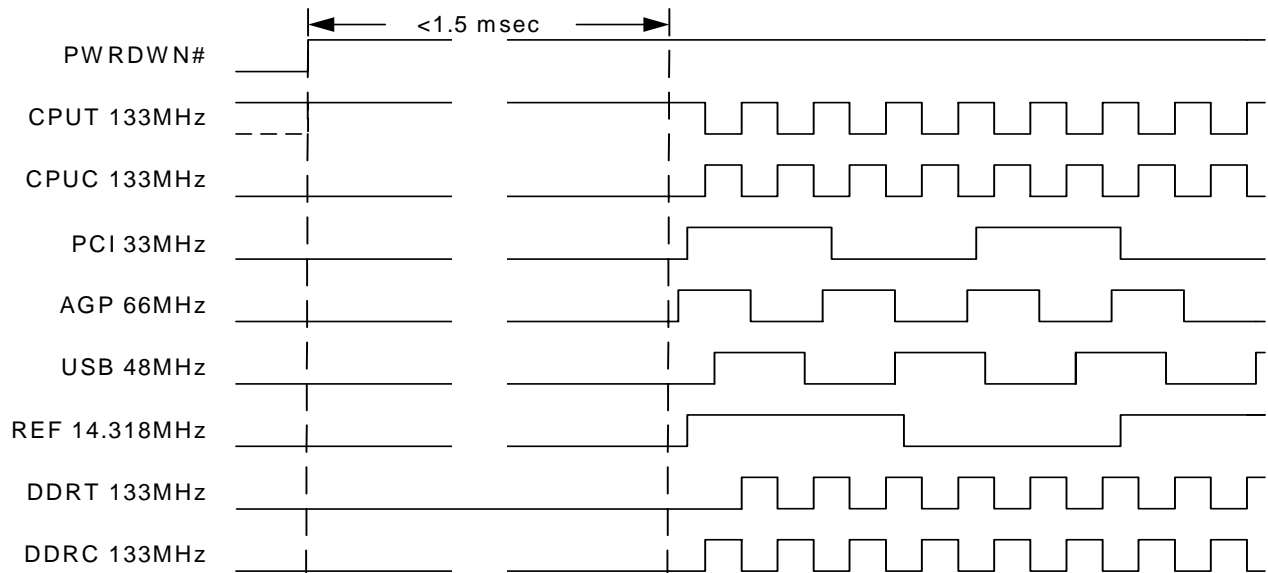 <1.5 msec
PWRDWN#
CPUT 133MHz
CPUC 133MHz
PCI 33MHz
AGP 66MHz
USB 48MHz
REF 14.318MHz
DDRT 133MHz
DDRC 133MHz